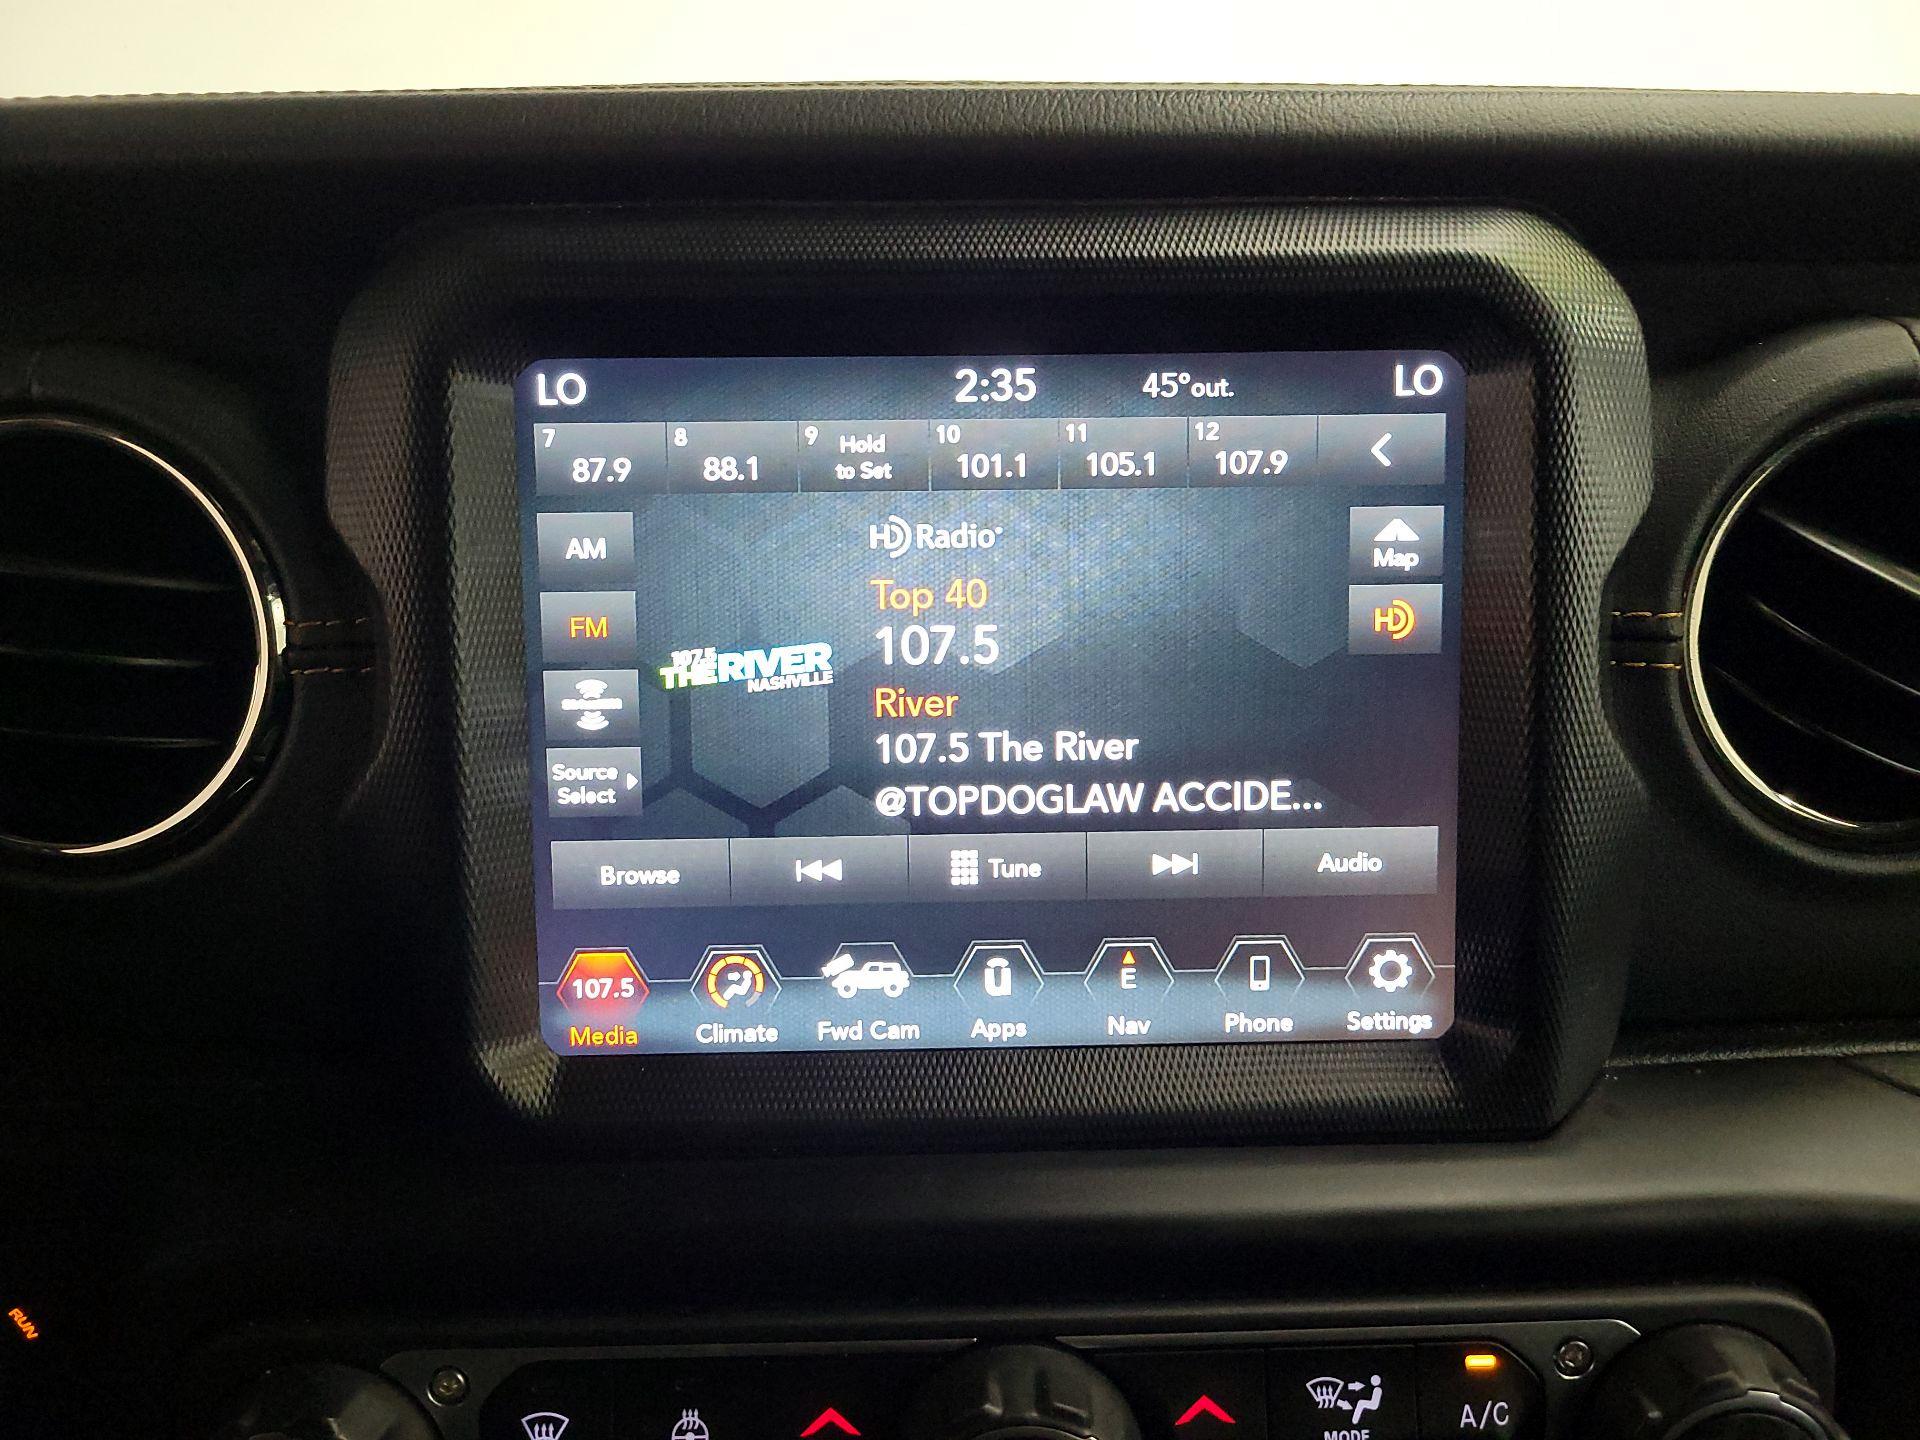 LO 2:35 45°out. LO
7 87.9 8 88.1 9 Hold to Set 10 101.1 11 105.1 12 107.9
HD Radio
AM
Map
Top 40
107.5
FM
HD
107.5
THE RIVER
NASHVILLE
River
107.5 The River
Source
Select
@TOPDOGLAW ACCIDE...
Browse Tune Audio
107.5 E
Media Climate Fwd Cam Apps Nav Phone Settings
RUN
MODE
A/C